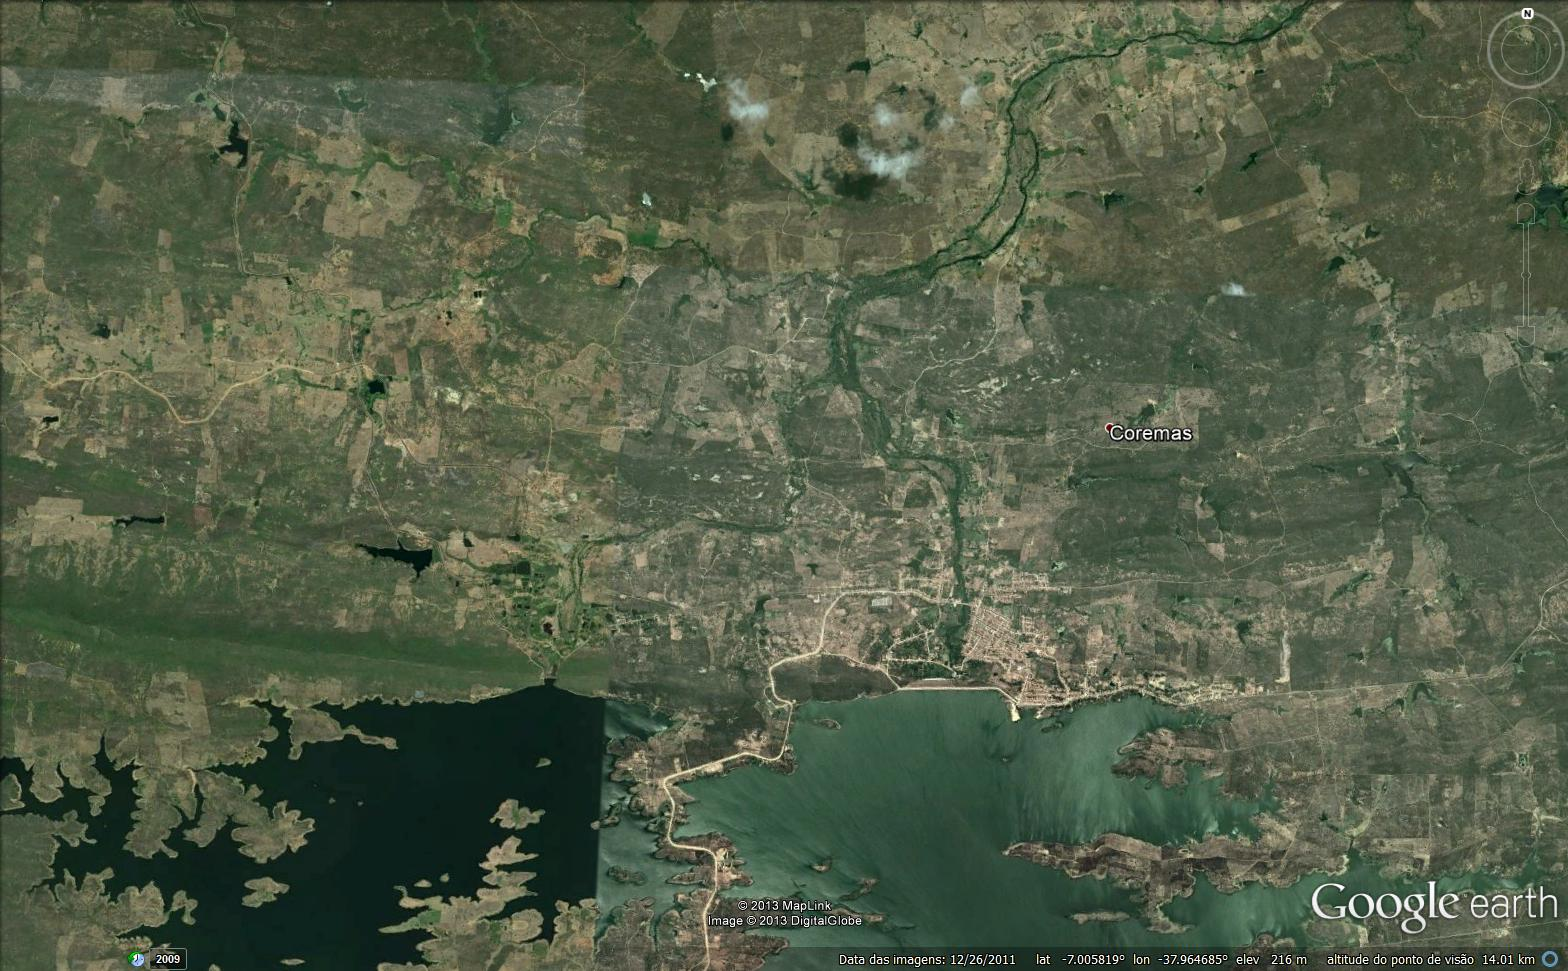 N
Coremas
© 2013 MapLink
Image © 2013 DigitalGlobe
Google earth
2009
Data das imagens: 12/26/2011 lat -7.005819° lon -37.964685° elev 216 m altitude do ponto de visão 14.01 km